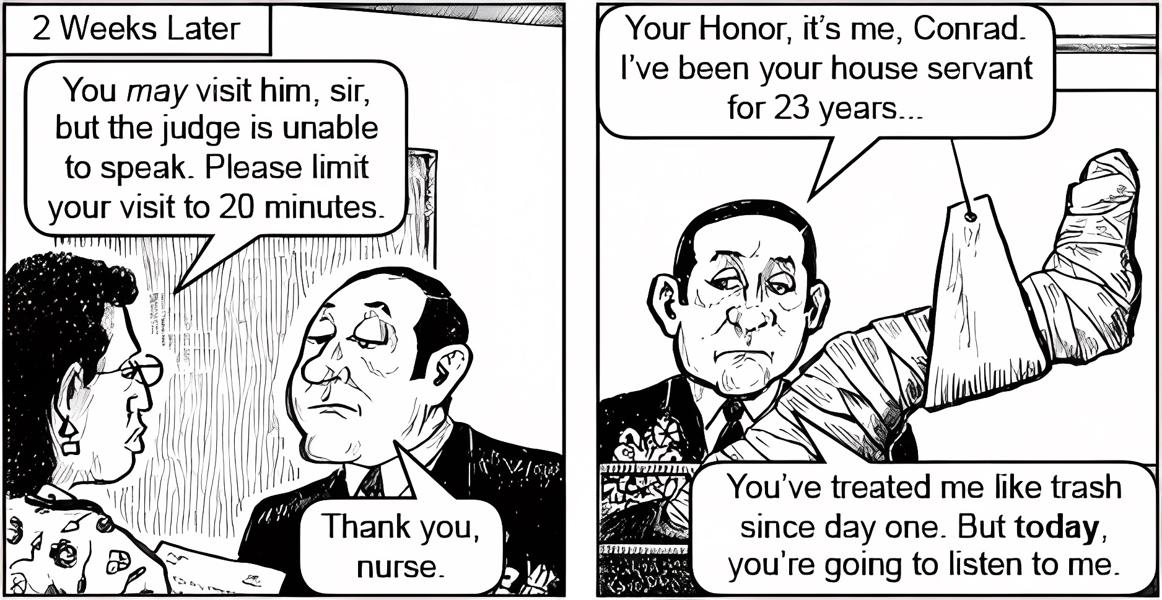 2 Weeks Later
You may visit him, sir,
but the judge is unable
to speak. Please limit
your visit to 20 minutes.
Thank you,
nurse.
Your Honor, it's me, Conrad.
I've been your house servant
for 23 years...
You've treated me like trash
since day one. But today,
you're going to listen to me.